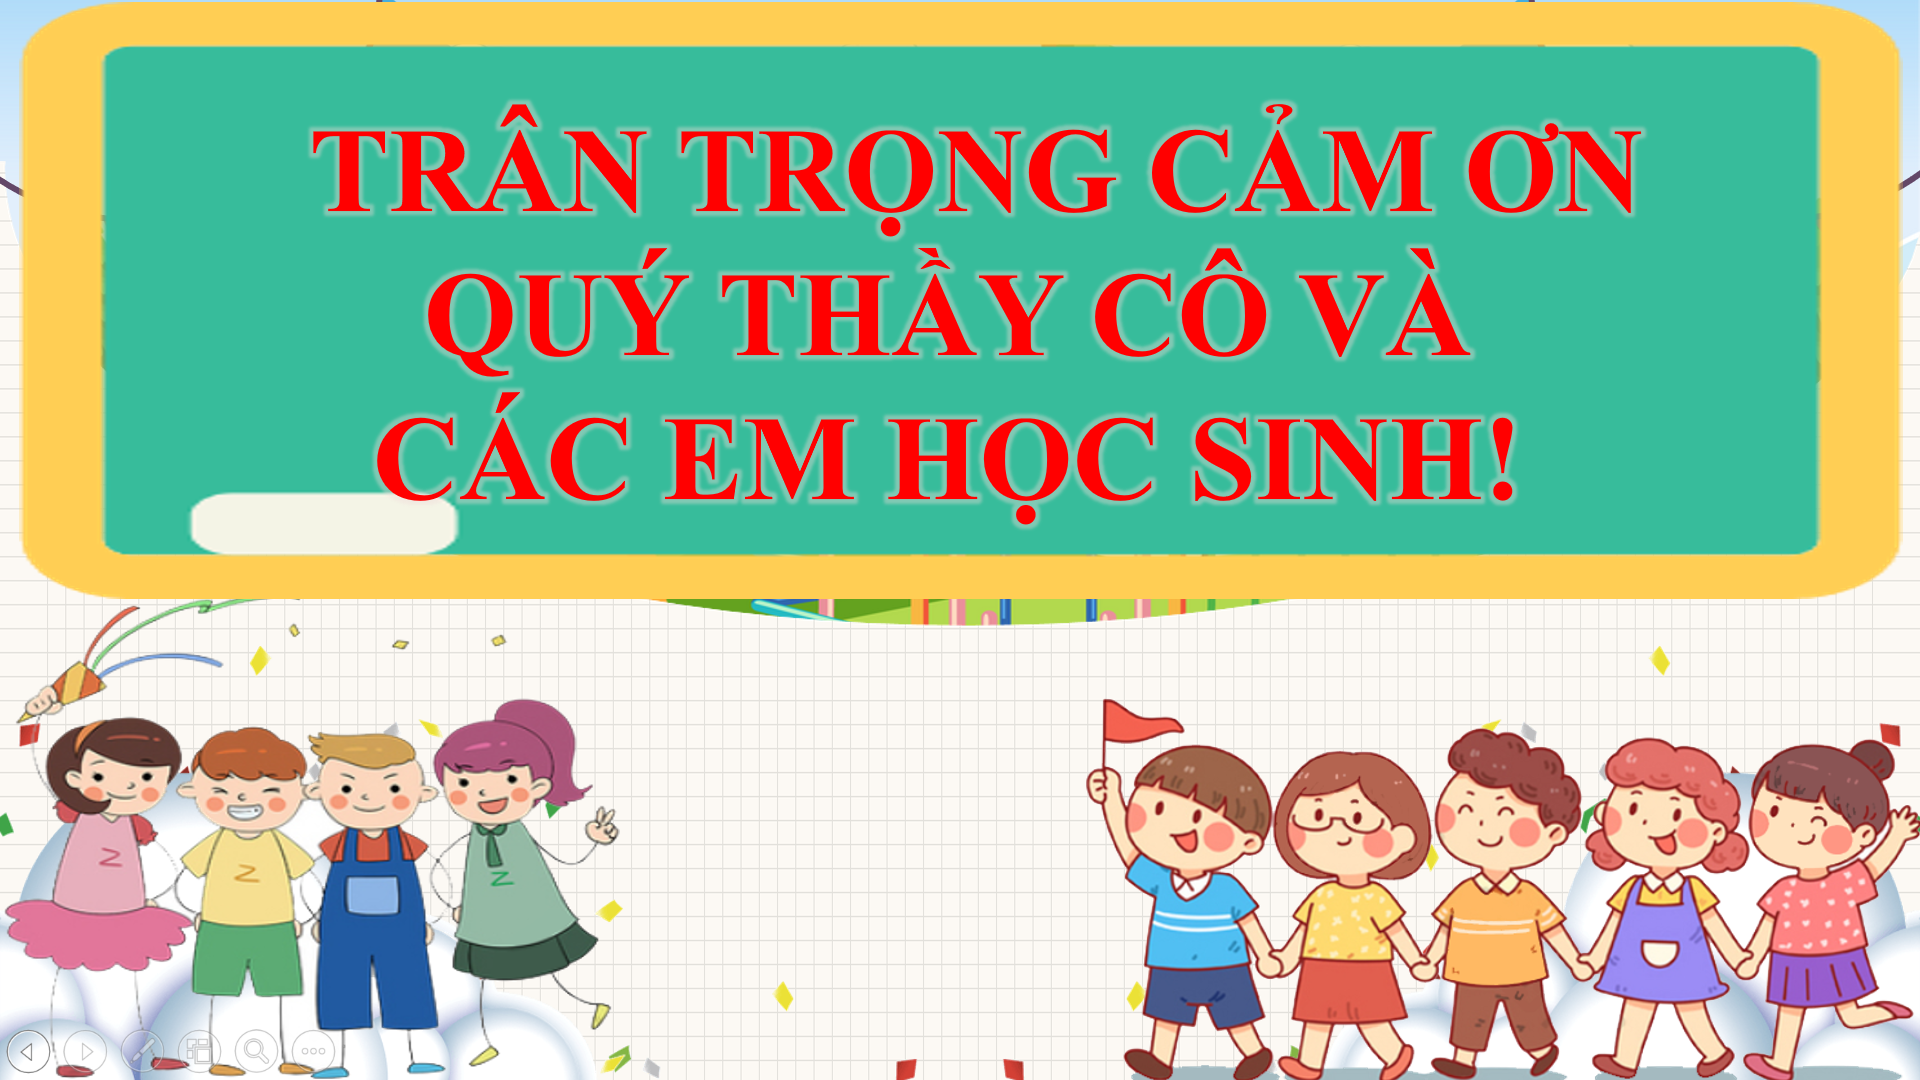 TRÂN TRỌNG CẢM ƠN
QUÝ THẦY CÔ VÀ
CÁC EM HỌC SINH!